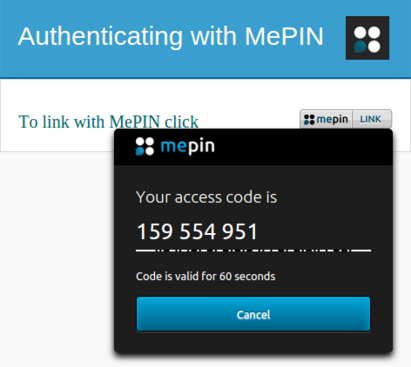 Authenticating with MePIN
To link with MePIN click
mepin LINK
mepin
Your access code is
159 554 951
Code is valid for 60 seconds
Cancel